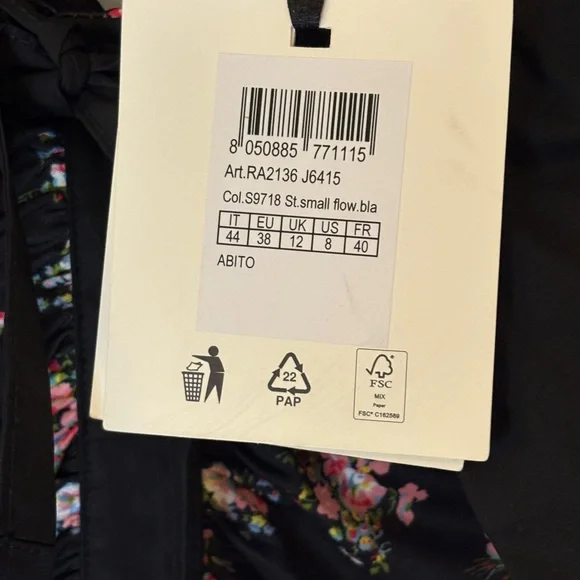 8 050885 771115
Art.RA2136 J6415
Col.S9718 St.small flow.bla
IT EU UK US FR
44 38 12 8 40
ABITO
22
PAP
FSC
MIX
Paper
FSC® C162569